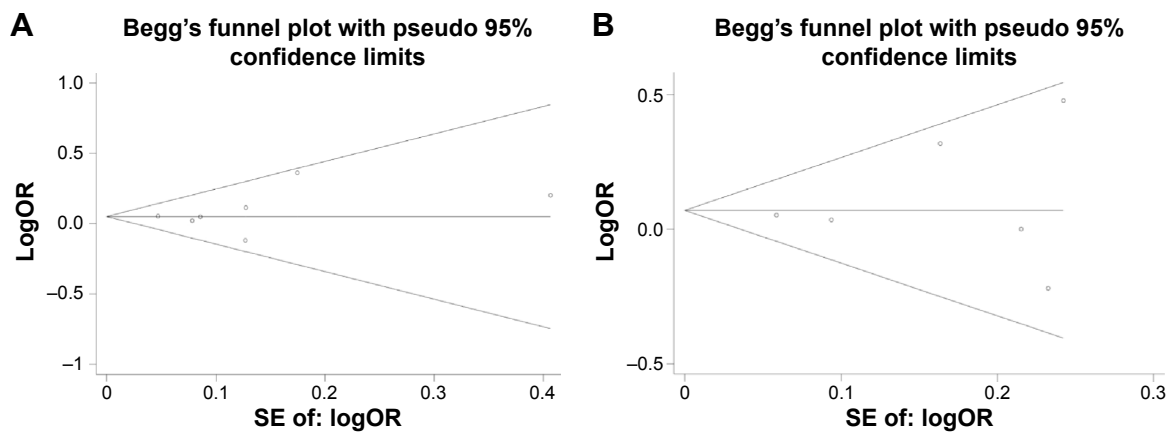 A
Begg's funnel plot with pseudo 95%
confidence limits
1.0
0.5
0.0
–0.5
–1
LogOR
0
0.1
0.2
0.3
0.4
SE of: logOR
B
Begg's funnel plot with pseudo 95%
confidence limits
0.5
0.0
–0.5
LogOR
0
0.1
0.2
0.3
SE of: logOR